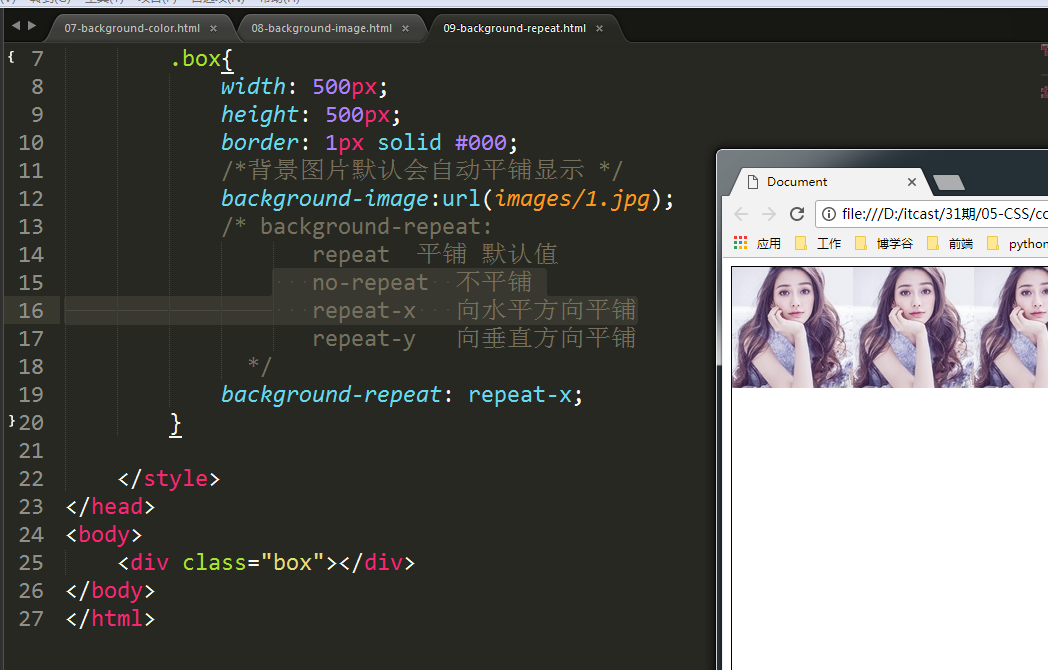 07-background-color.html ×
08-background-image.html ×
09-background-repeat.html ×
7 .box{
8 width: 500px;
9 height: 500px;
10 border: 1px solid #000;
11 /*背景图片默认会自动平铺显示 */
12 background-image:url(images/1.jpg);
13 /* background-repeat:
14 repeat 平铺 默认值
15 no-repeat 不平铺
16 repeat-x 向水平方向平铺
17 repeat-y 向垂直方向平铺
18 */
19 background-repeat: repeat-x;
20 }
21
22 </style>
23 </head>
24 <body>
25 <div class="box"></div>
26 </body>
27 </html>
Document ×
file:///D:/itcast/31期/05-CSS/co
应用 工作 博学谷 前端 python